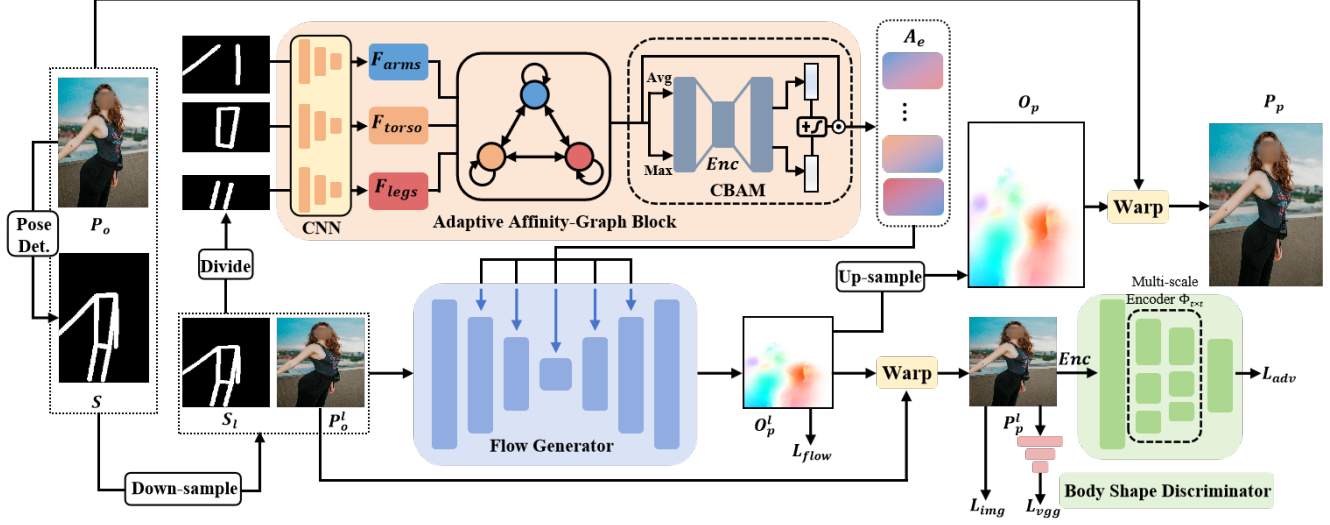 P_o
Pose
Det.
S
Down-sample
Divide
S_l
P_o^l
CNN
F_arms
F_torso
F_legs
Adaptive Affinity-Graph Block
Avg
Max
Enc
CBAM
+∫
A_e
...
Flow Generator
Up-sample
O_p
O_p^l
L_flow
Warp
Warp
P_p
P_p^l
L_img
L_vgg
Enc
Multi-scale
Encoder Φ_τ×τ
L_adv
Body Shape Discriminator